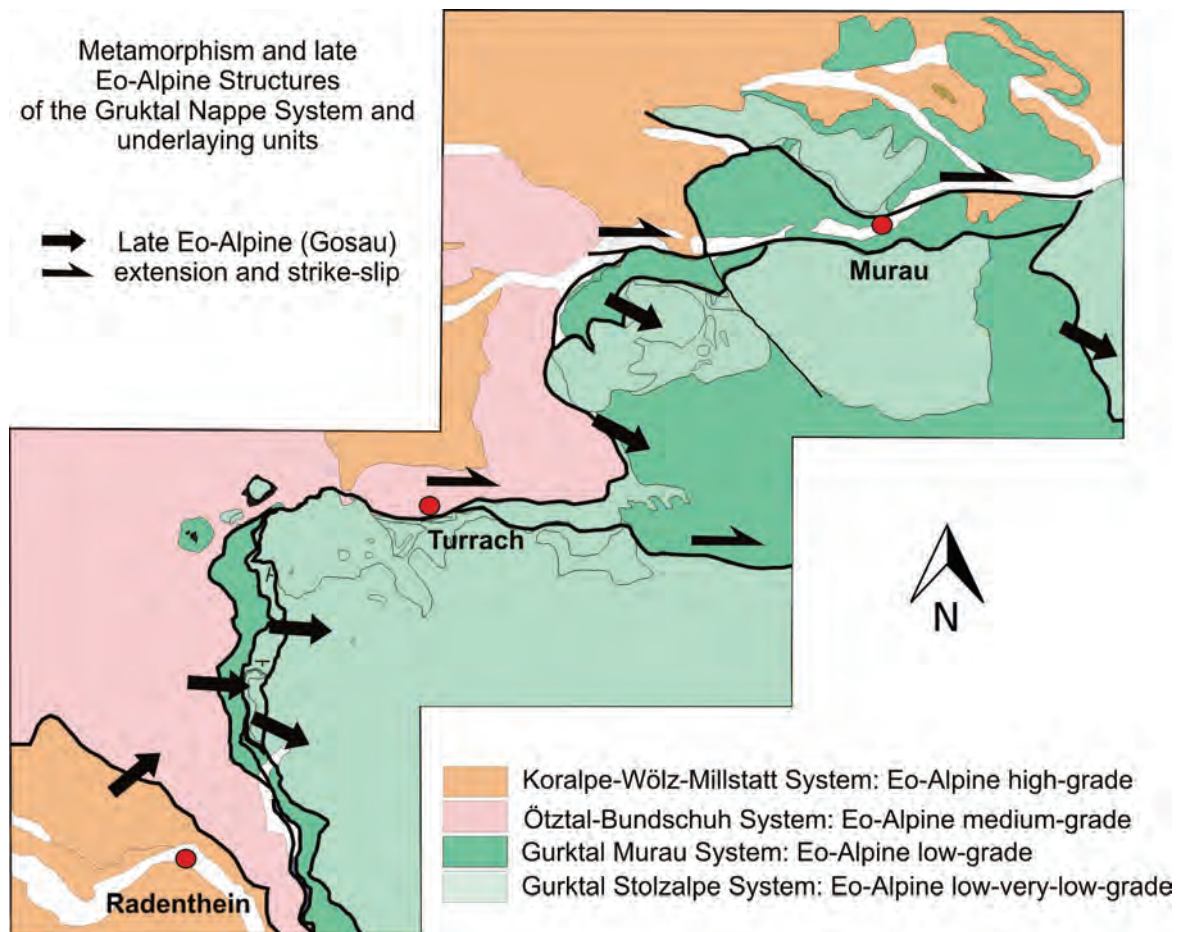 Metamorphism and late
Eo-Alpine Structures
of the Gruktal Nappe System and
underlaying units
Late Eo-Alpine (Gosau)
extension and strike-slip
Murau
Turrach
N
Radenthein
Koralpe-Wölz-Millstatt System: Eo-Alpine high-grade
Ötztal-Bundschuh System: Eo-Alpine medium-grade
Gurktal Murau System: Eo-Alpine low-grade
Gurktal Stolzalpe System: Eo-Alpine low-very-low-grade